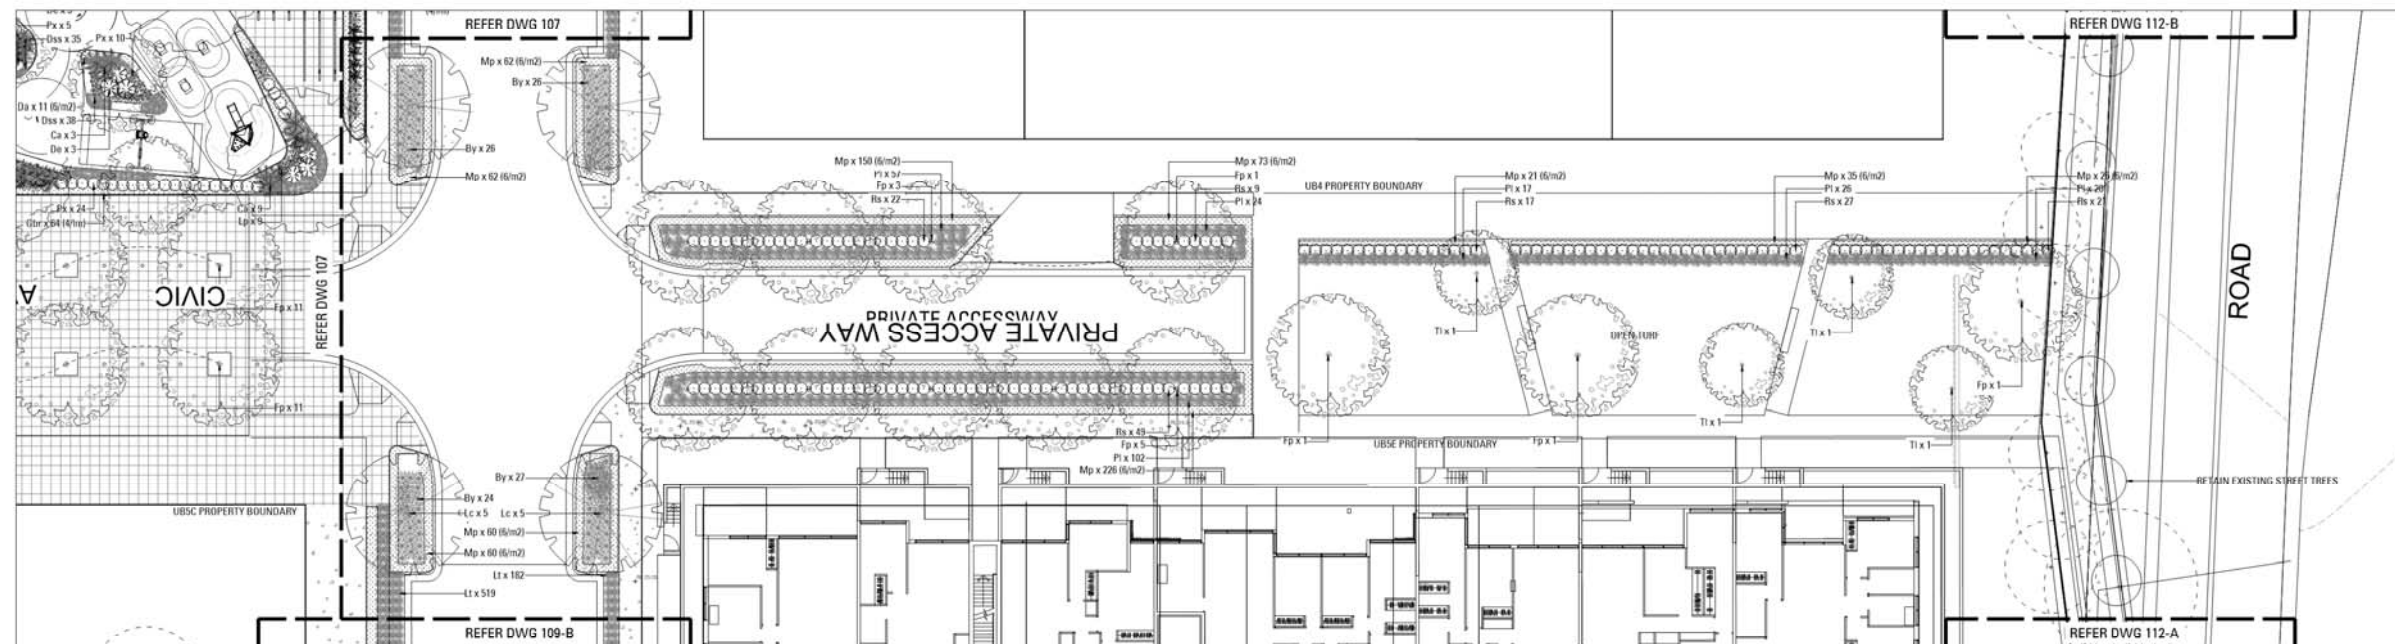 REFER DWG 107
REFER DWG 112-B
Px x 5
Dss x 35
Px x 10
Da x 11 (6/m2)
Dss x 38
Ca x 3
De x 3
Mp x 62 (6/m2)
By x 26
By x 26
Mp x 62 (6/m2)
Px x 24
Ca x 9
Lp x 9
Mp x 150 (6/m2)
Pl x 57
Fp x 3
Rs x 22
Mp x 73 (6/m2)
Fp x 1
Rs x 9
Pl x 24
UB4 PROPERTY BOUNDARY
Mp x 21 (6/m2)
Pl x 17
Rs x 17
Mp x 35 (6/m2)
Pl x 26
Rs x 27
Rs x 21
CIVIC
A
Fp x 11
Fp x 11
REFER DWG 107
PRIVATE ACCESSWAY
PRIVATE ACCESS WAY
Tl x 1
OPEN TURF
Tl x 1
ROAD
Fp x 1
Tl x 1
Fp x 1
Fp x 1
Tl x 1
Rs x 49
Fp x 5
Pl x 102
Mp x 226 (6/m2)
UB5E PROPERTY BOUNDARY
RETAIN EXISTING STREET TREES
UB5C PROPERTY BOUNDARY
By x 27
By x 24
Lc x 5
Lc x 5
Mp x 60 (6/m2)
Mp x 60 (6/m2)
Lt x 182
Lt x 519
REFER DWG 109-B
REFER DWG 112-A